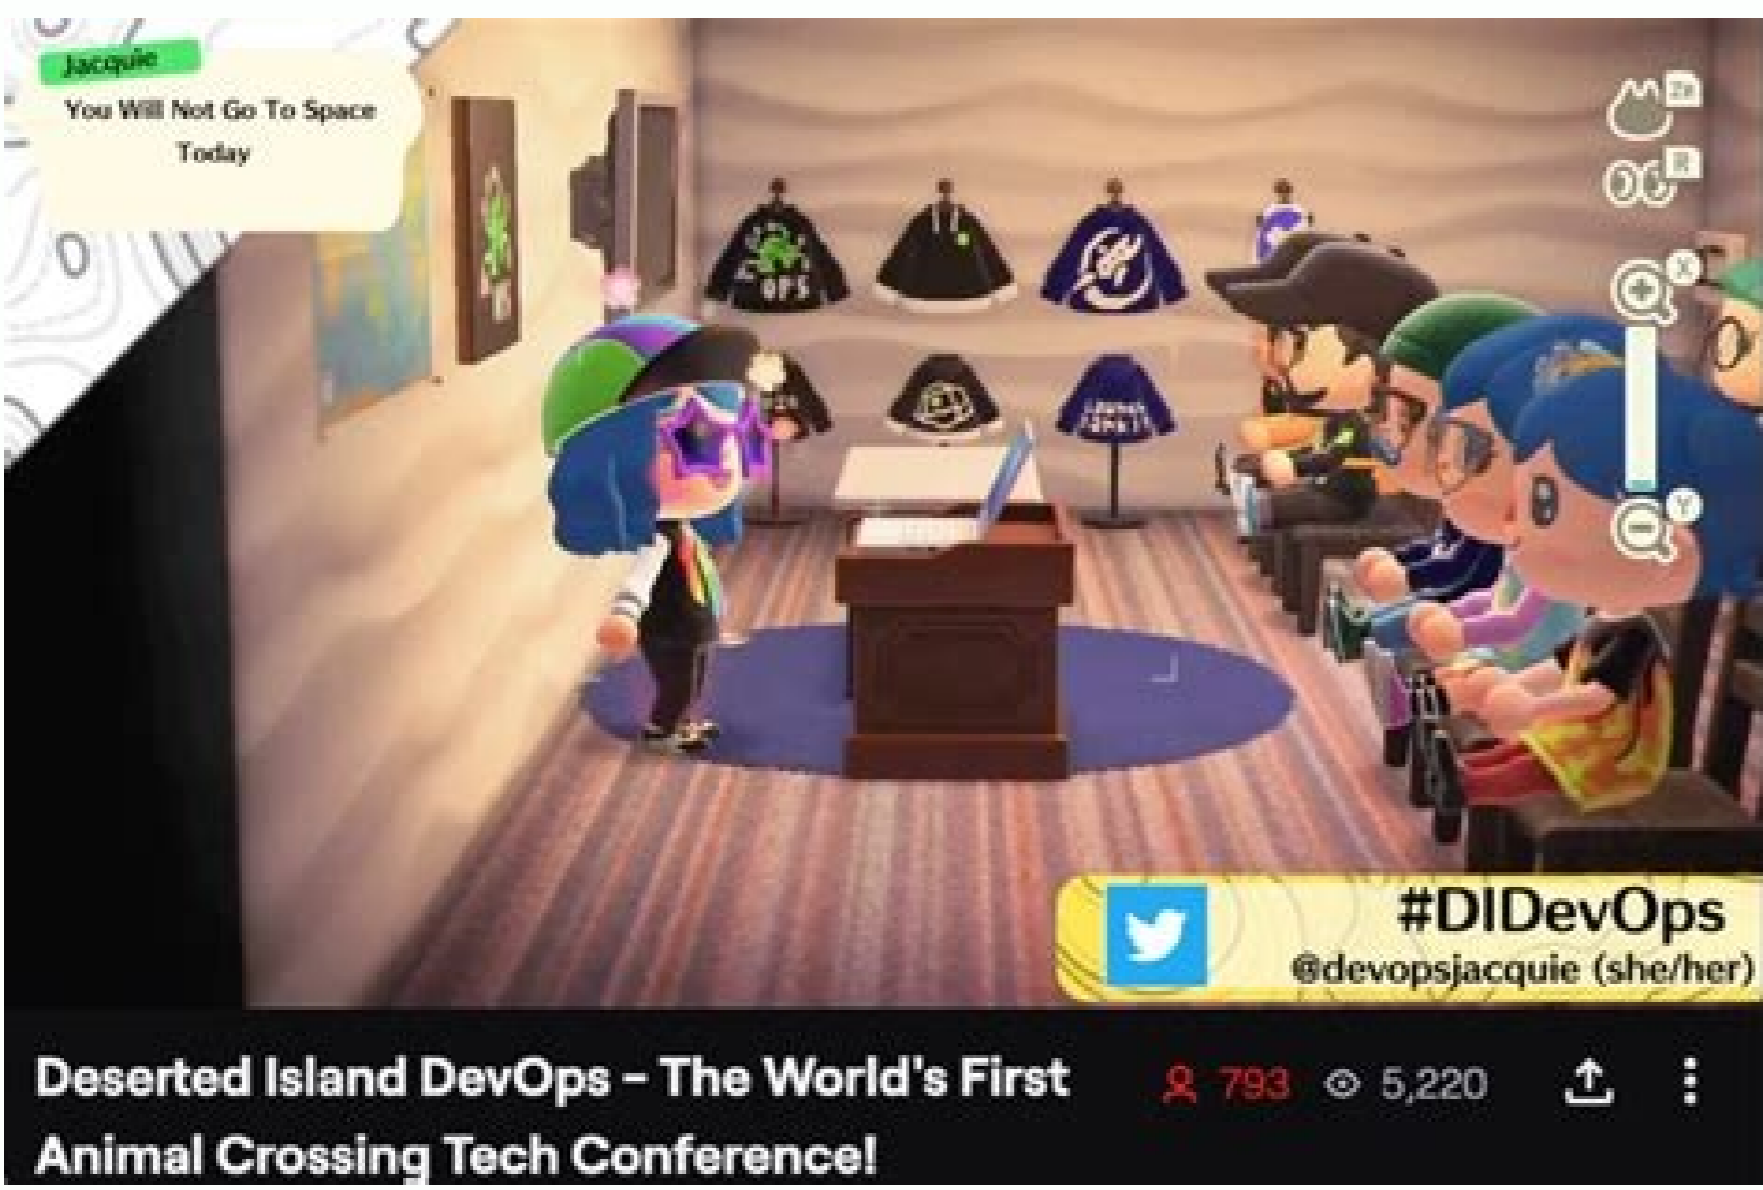 Jacquie
You Will Not Go To Space
Today
ZR
R
X
OPS
Y
#DIDevOps
@devopsjacquie (she/her)
Deserted Island DevOps – The World's First
Animal Crossing Tech Conference!
793
5,220